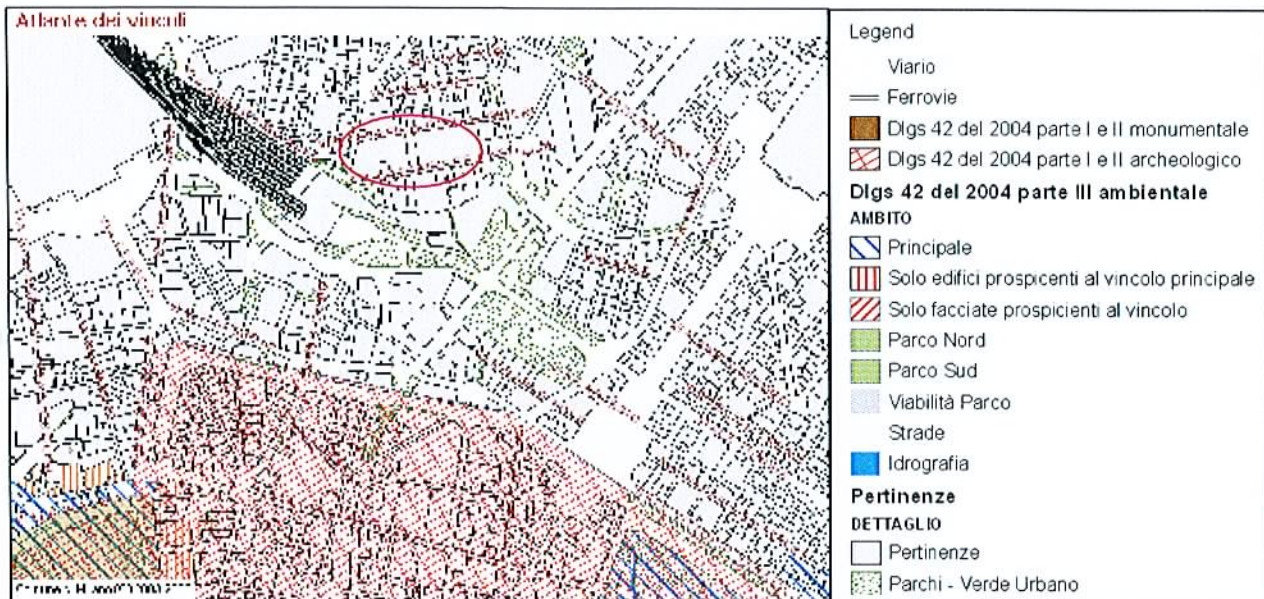 Atlante dei vincoli
Legend
Viario
Ferrovie
Dlgs 42 del 2004 parte I e II monumentale
Dlgs 42 del 2004 parte I e II archeologico
Dlgs 42 del 2004 parte III ambientale
AMBITO
Principale
Solo edifici prospicenti al vincolo principale
Solo facciate prospicienti al vincolo
Parco Nord
Parco Sud
Viabilità Parco
Strade
Idrografia
Pertinenze
DETTAGLIO
Pertinenze
Parchi - Verde Urbano